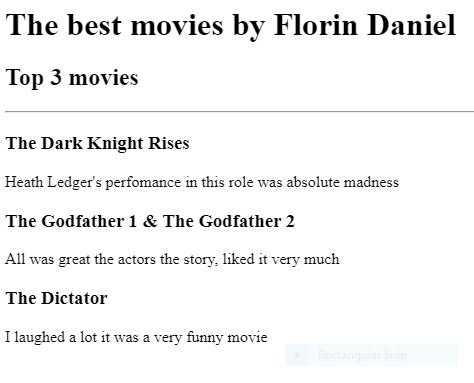 The best movies by Florin Daniel
Top 3 movies
The Dark Knight Rises
Heath Ledger's perfomance in this role was absolute madness
The Godfather 1 & The Godfather 2
All was great the actors the story, liked it very much
The Dictator
I laughed a lot it was a very funny movie
Rectangular Snip